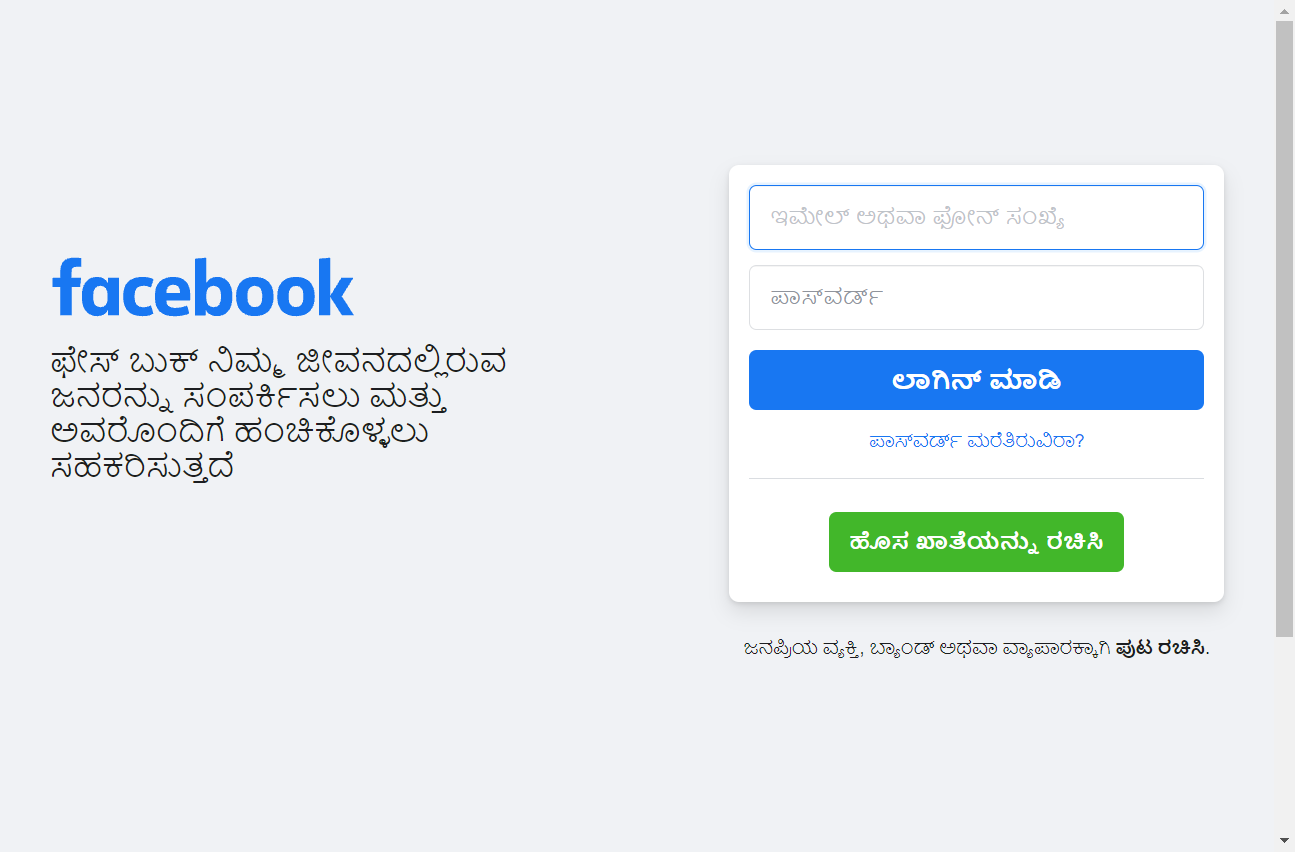 facebook
ಫೇಸ್ ಬುಕ್ ನಿಮ್ಮ ಜೀವನದಲ್ಲಿರುವ
ಜನರನ್ನು ಸಂಪರ್ಕಿಸಲು ಮತ್ತು
ಅವರೊಂದಿಗೆ ಹಂಚಿಕೊಳ್ಳಲು
ಸಹಕರಿಸುತ್ತದೆ
ಇಮೇಲ್ ಅಥವಾ ಫೋನ್ ಸಂಖ್ಯೆ
ಪಾಸ್‌ವರ್ಡ್
ಲಾಗಿನ್ ಮಾಡಿ
ಪಾಸ್‌ವರ್ಡ್ ಮರೆತಿರುವಿರಾ?
ಹೊಸ ಖಾತೆಯನ್ನು ರಚಿಸಿ
ಜನಪ್ರಿಯ ವ್ಯಕ್ತಿ, ಬ್ಯಾಂಡ್ ಅಥವಾ ವ್ಯಾಪಾರಕ್ಕಾಗಿ ಪುಟ ರಚಿಸಿ.